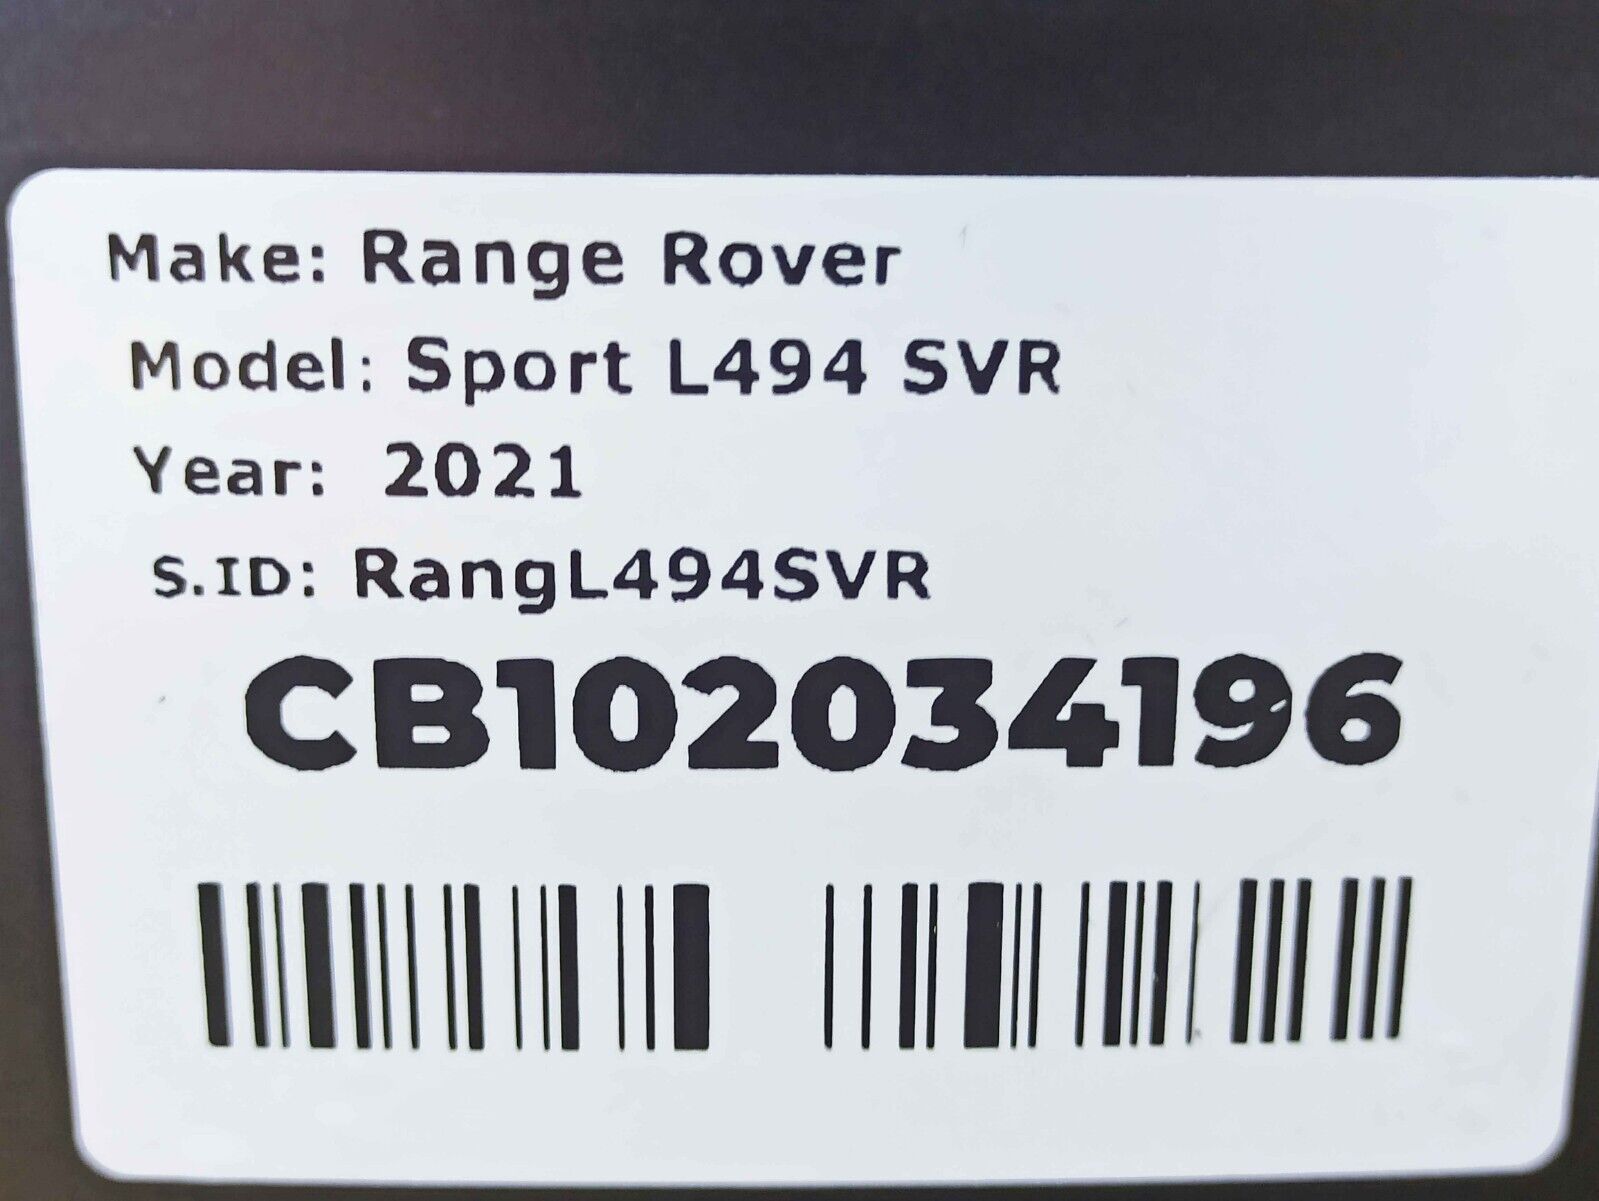 Make: Range Rover
Model: Sport L494 SVR
Year: 2021
S.ID: RangL494SVR
CB102034196